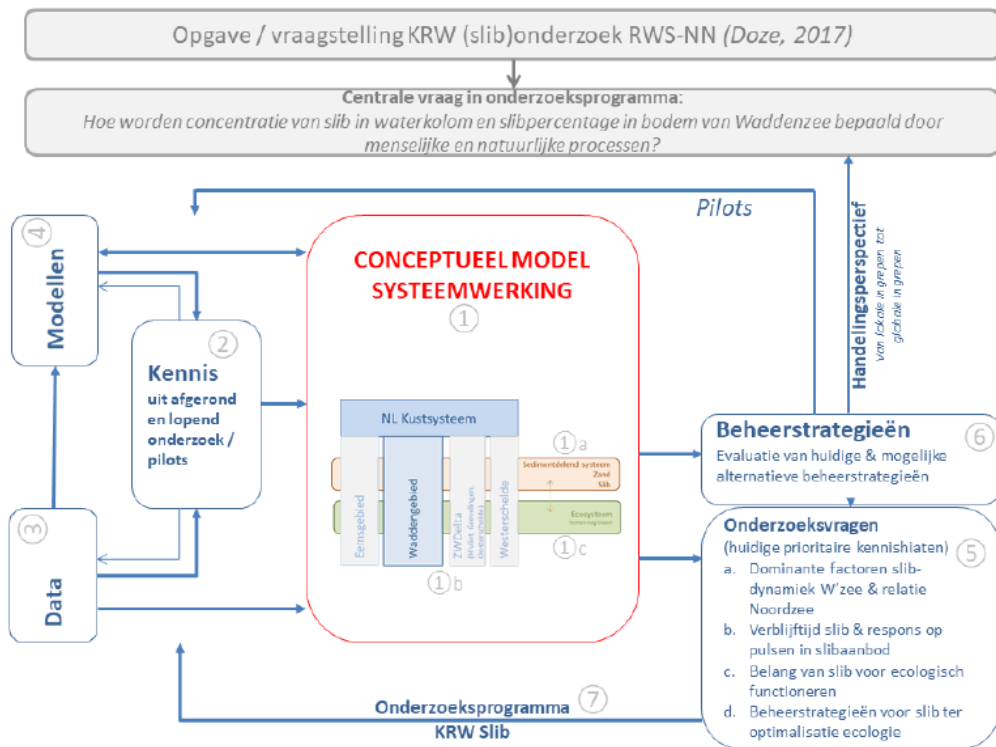 Opgave / vraagstelling KRW (slib)onderzoek RWS-NN (Doze, 2017)
Centrale vraag in onderzoeksprogramma:
Hoe worden concentratie van slib in waterkolom en slibpercentage in bodem van Waddenzee bepaald door
menselijke en natuurlijke processen?
Pilots
Handelingsperspectief
van lokale ingrepen tot
globale ingrepen
4
Modellen
CONCEPTUEEL MODEL
SYSTEEMWERKING
1
2
Kennis
uit afgerond
en lopend
onderzoek /
pilots
NL Kustsysteem
1a
Sedimentdelend systeem
Zand
Slib
Ecosysteem
1c
Eemsgebied
Waddengebied
ZWDelta
Westerschelde
1b
3
Data
Beheerstrategieën
6
Evaluatie van huidige & mogelijke
alternatieve beheerstrategieën
Onderzoeksvragen
(huidige prioritaire kennishiaten)
5
a. Dominante factoren slib-
dynamiek W'zee & relatie
Noordzee
b. Verblijftijd slib & respons op
pulsen in slibaanbod
c. Belang van slib voor ecologisch
functioneren
d. Beheerstrategieën voor slib ter
optimalisatie ecologie
Onderzoeksprogramma 7
KRW Slib